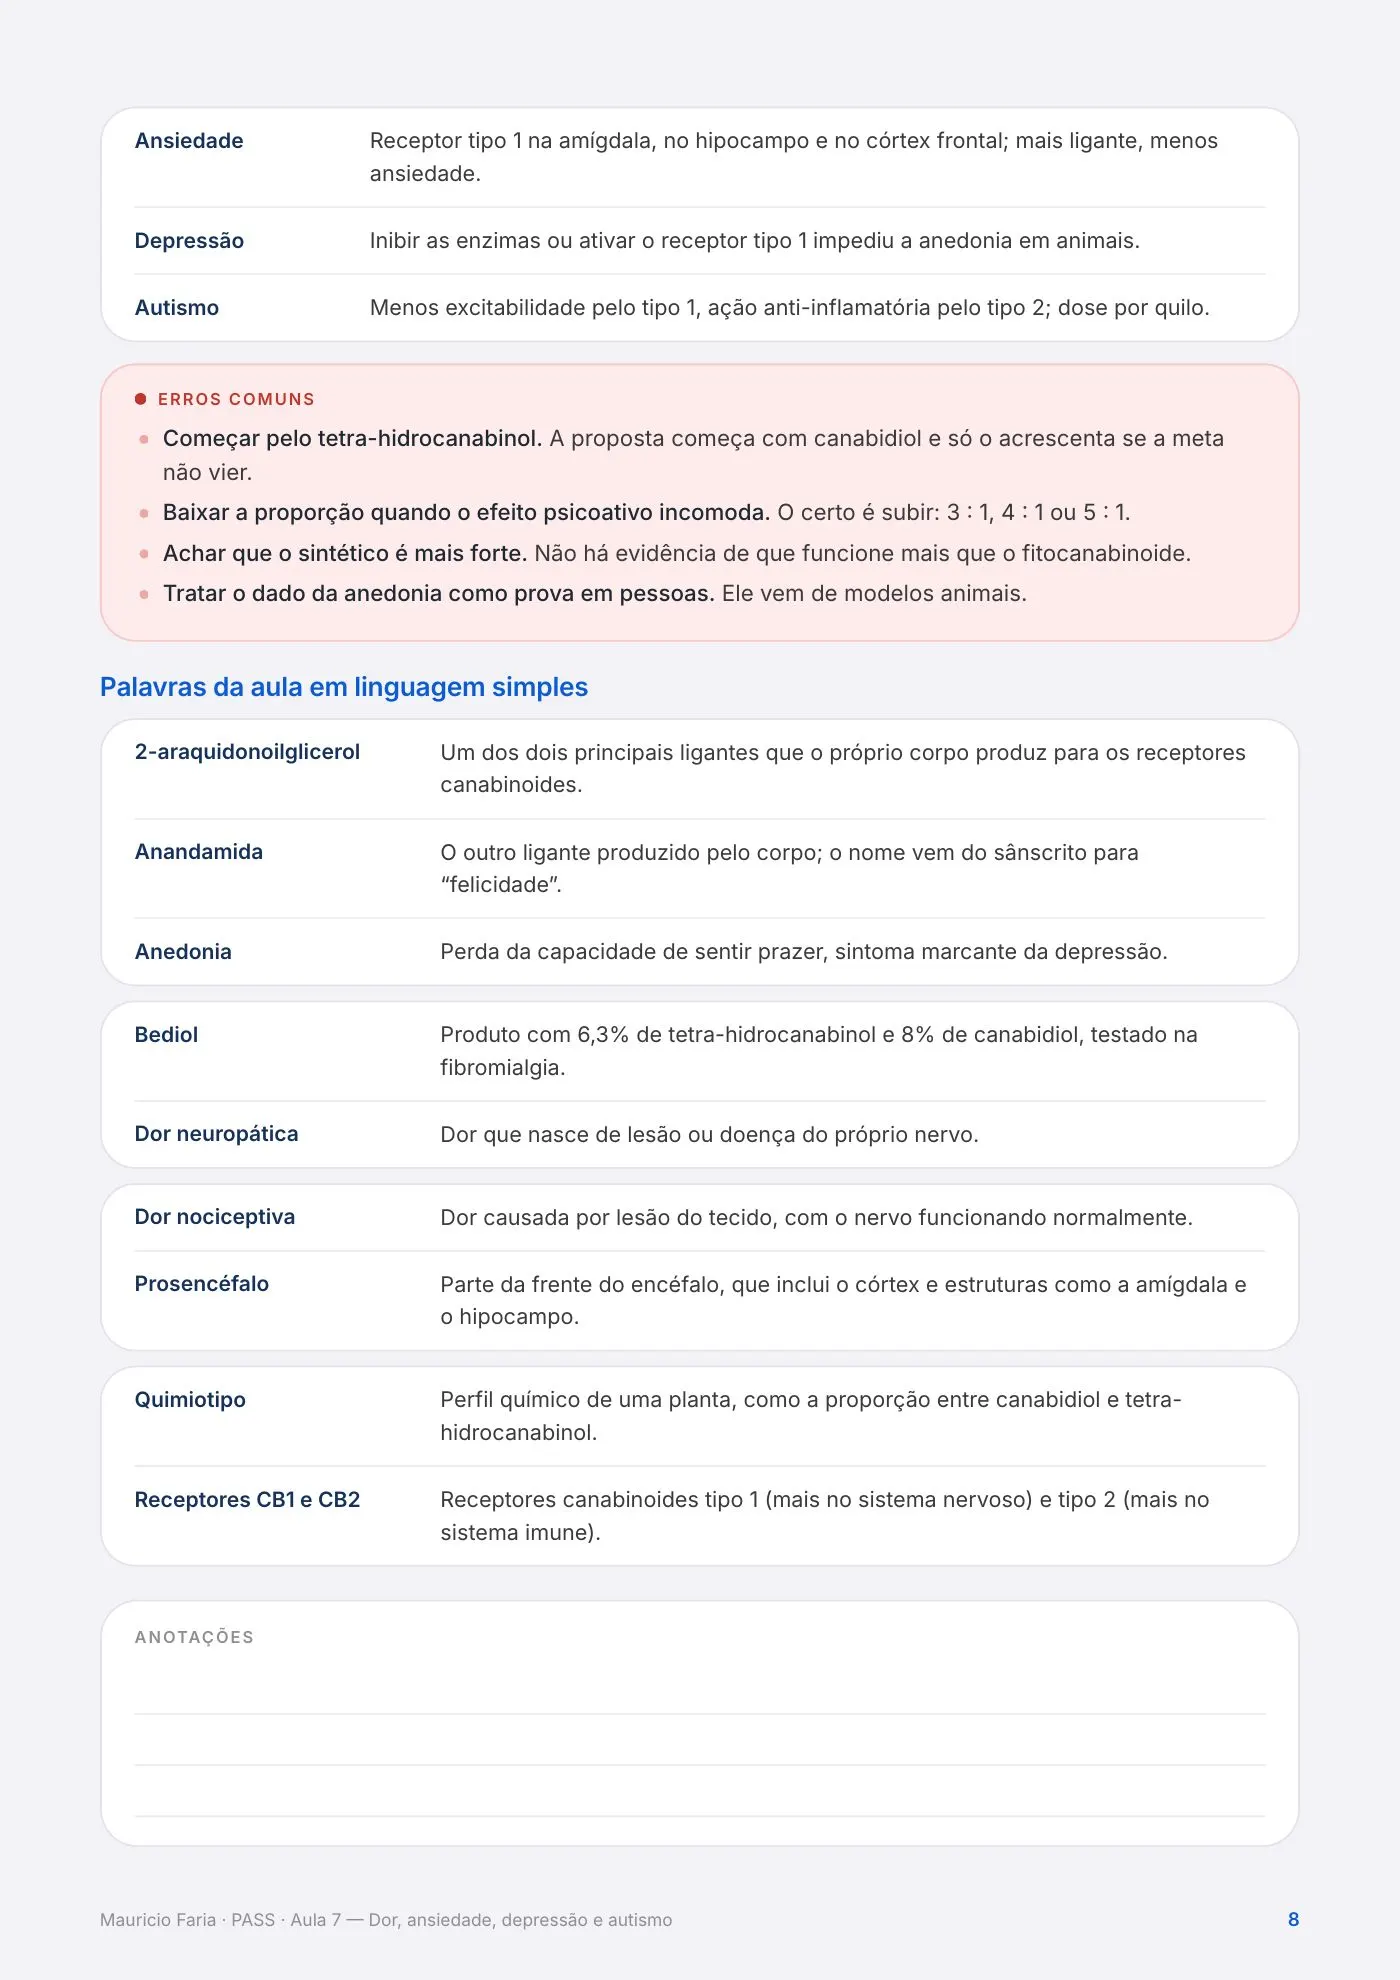 Ansiedade
Receptor tipo 1 na amígdala, no hipocampo e no córtex frontal; mais ligante, menos
ansiedade.
Depressão
Inibir as enzimas ou ativar o receptor tipo 1 impediu a anedonia em animais.
Autismo
Menos excitabilidade pelo tipo 1, ação anti-inflamatória pelo tipo 2; dose por quilo.
ERROS COMUNS
Começar pelo tetra-hidrocanabinol. A proposta começa com canabidiol e só o acrescenta se a meta
não vier.
Baixar a proporção quando o efeito psicoativo incomoda. O certo é subir: 3 : 1, 4 : 1 ou 5 : 1.
Achar que o sintético é mais forte. Não há evidência de que funcione mais que o fitocanabinoide.
Tratar o dado da anedonia como prova em pessoas. Ele vem de modelos animais.
Palavras da aula em linguagem simples
2-araquidonoilglicerol
Um dos dois principais ligantes que o próprio corpo produz para os receptores
canabinoides.
Anandamida
O outro ligante produzido pelo corpo; o nome vem do sânscrito para
“felicidade”.
Anedonia
Perda da capacidade de sentir prazer, sintoma marcante da depressão.
Bediol
Produto com 6,3% de tetra-hidrocanabinol e 8% de canabidiol, testado na
fibromialgia.
Dor neuropática
Dor que nasce de lesão ou doença do próprio nervo.
Dor nociceptiva
Dor causada por lesão do tecido, com o nervo funcionando normalmente.
Prosencéfalo
Parte da frente do encéfalo, que inclui o córtex e estruturas como a amígdala e
o hipocampo.
Quimiotipo
Perfil químico de uma planta, como a proporção entre canabidiol e tetra-
hidrocanabinol.
Receptores CB1 e CB2
Receptores canabinoides tipo 1 (mais no sistema nervoso) e tipo 2 (mais no
sistema imune).
ANOTAÇÕES
Mauricio Faria · PASS · Aula 7 — Dor, ansiedade, depressão e autismo
8